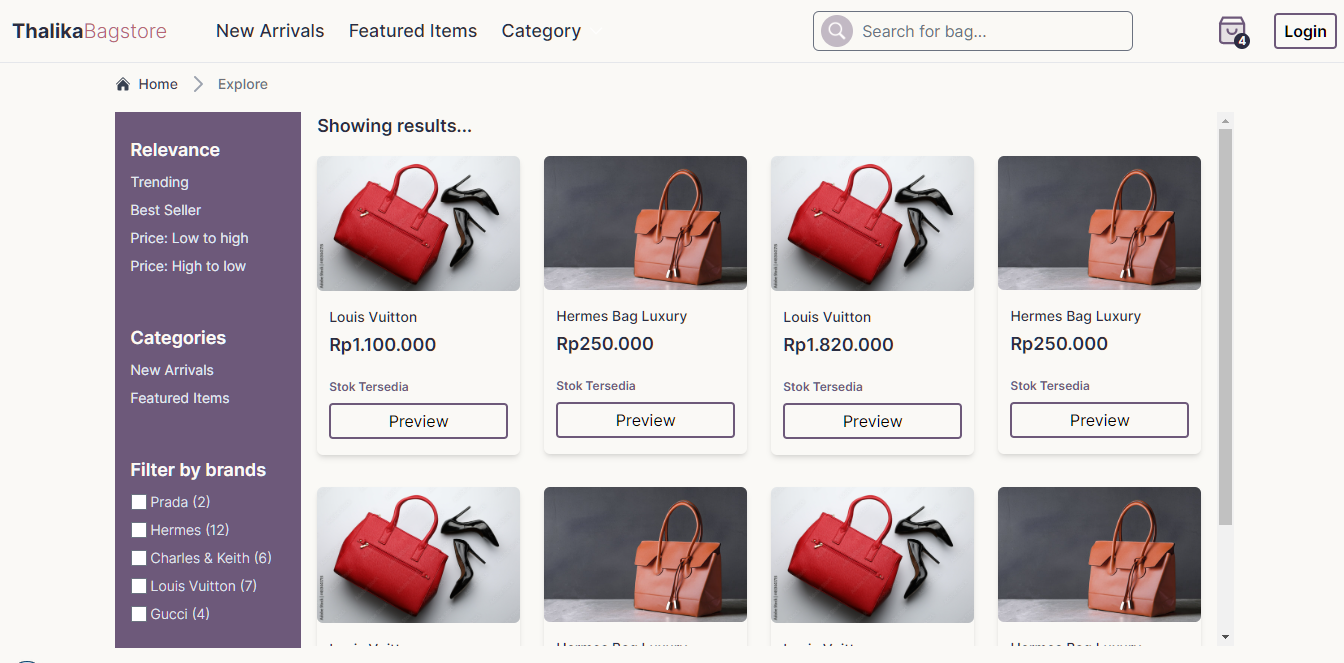 ThalikaBagstore
New Arrivals
Featured Items
Category
Search for bag...
4
Login
Home
Explore
Relevance
Trending
Best Seller
Price: Low to high
Price: High to low
Categories
New Arrivals
Featured Items
Filter by brands
Prada (2)
Hermes (12)
Charles & Keith (6)
Louis Vuitton (7)
Gucci (4)
Showing results...
Louis Vuitton
Rp1.100.000
Stok Tersedia
Preview
Hermes Bag Luxury
Rp250.000
Stok Tersedia
Preview
Louis Vuitton
Rp1.820.000
Stok Tersedia
Preview
Hermes Bag Luxury
Rp250.000
Stok Tersedia
Preview